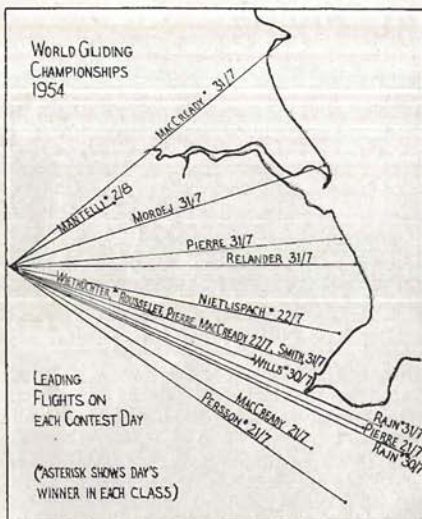 WORLD GLIDING
CHAMPIONSHIPS
1954
MACCREADY* 31/7
MANTELLI* 2/8
MORDEJ 31/7
PIERRE 31/7
RELANDER 31/7
NIETLISPACH* 22/7
WIETHÜCHTER,* ROUSSELET, PIERRE, MACCREADY 22/7, SMITH 31/7
WILLS* 30/7
RAJN* 31/7
PIERRE 21/7
RAJN* 30/7
MACCREADY 21/7
PERSSON* 21/7
LEADING
FLIGHTS ON
EACH CONTEST DAY
(*ASTERISK SHOWS DAY'S
WINNER IN EACH CLASS)